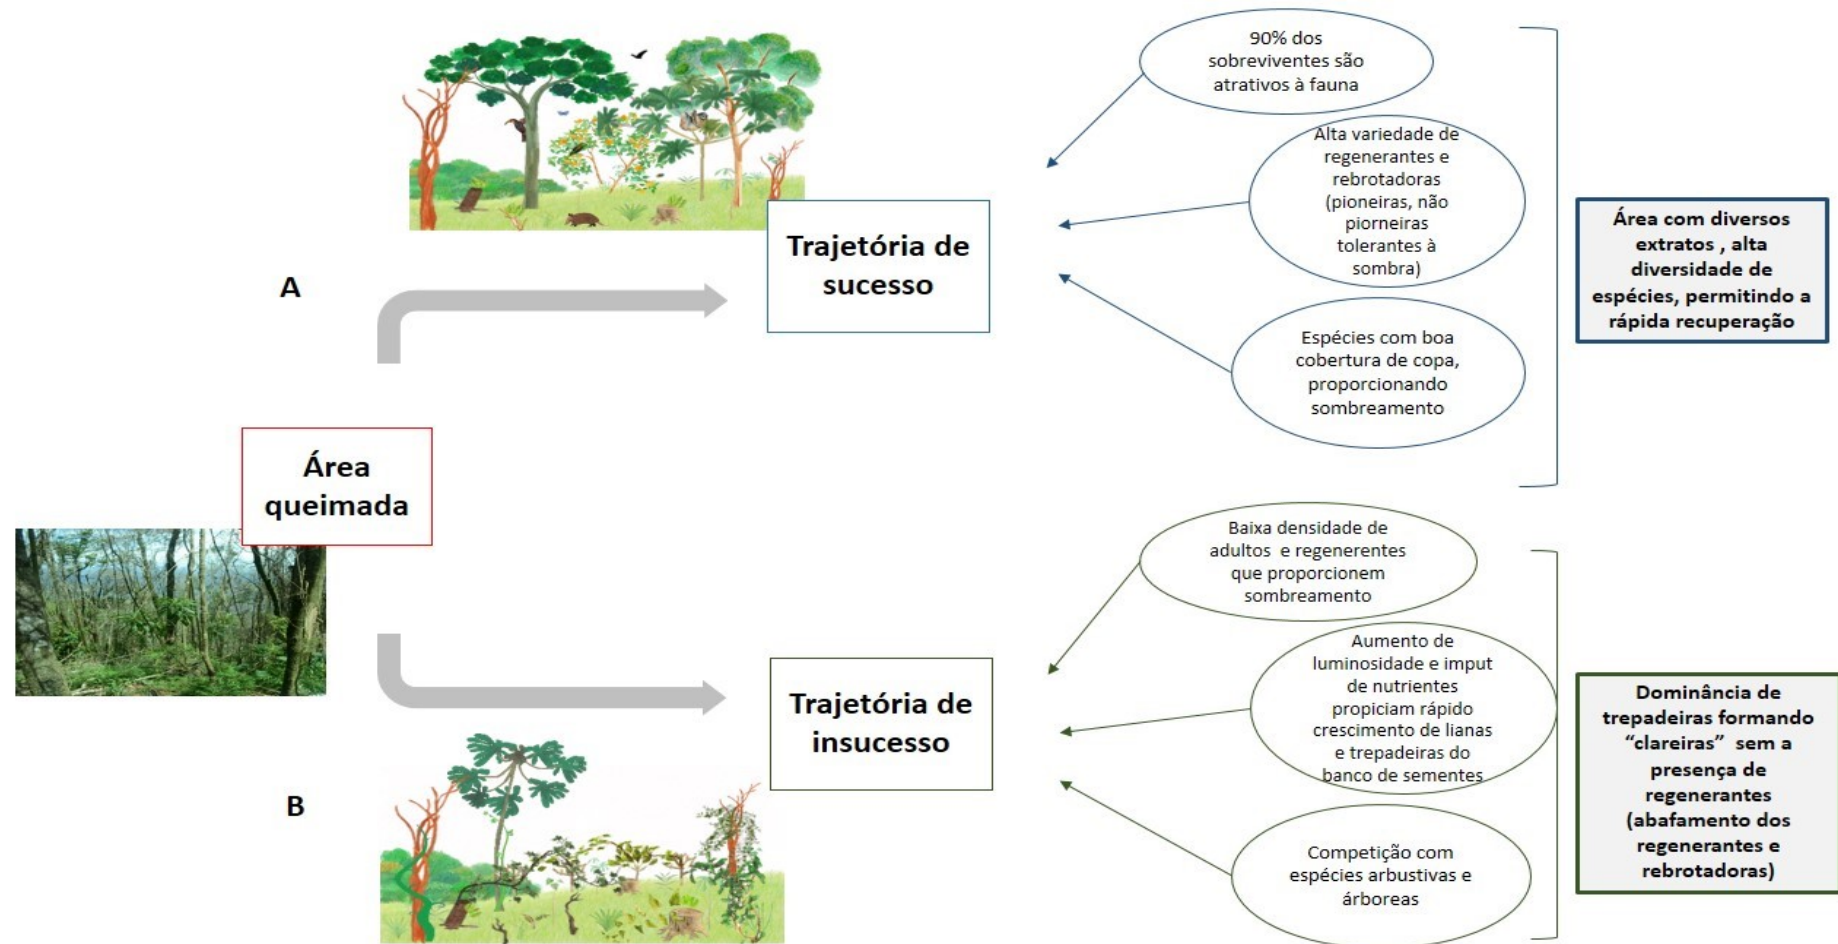 90% dos
sobreviventes são
atrativos à fauna
Alta variedade de
regenerantes e
rebrotadoras
(pioneiras, não
piorneiras
tolerantes à
sombra)
Espécies com boa
cobertura de copa,
proporcionando
sombreamento
Área com diversos
extratos , alta
diversidade de
espécies, permitindo a
rápida recuperação
Trajetória de
sucesso
A
Área
queimada
Baixa densidade de
adultos e regenerentes
que proporcionem
sombreamento
Aumento de
luminosidade e imput
de nutrientes
propiciam rápido
crescimento de lianas
e trepadeiras do
banco de sementes
Competição com
espécies arbustivas e
árboreas
Dominância de
trepadeiras formando
“clareiras” sem a
presença de
regenerantes
(abafamento dos
regenerantes e
rebrotadoras)
Trajetória de
insucesso
B